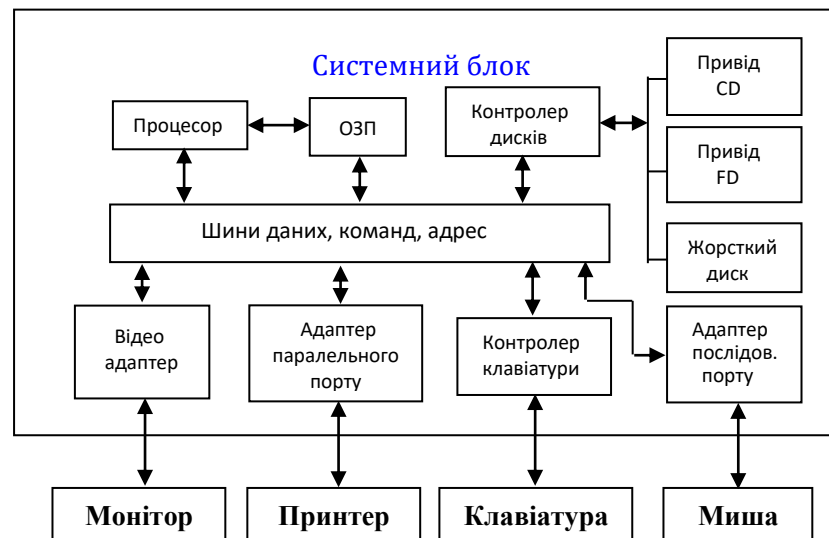 Системний блок
Процесор
ОЗП
Контролер
дисків
Привід
CD
Привід
FD
Жорсткий
диск
Шини даних, команд, адрес
Відео
адаптер
Адаптер
паралельного
порту
Контролер
клавіатури
Адаптер
послідов.
порту
Монітор
Принтер
Клавіатура
Миша